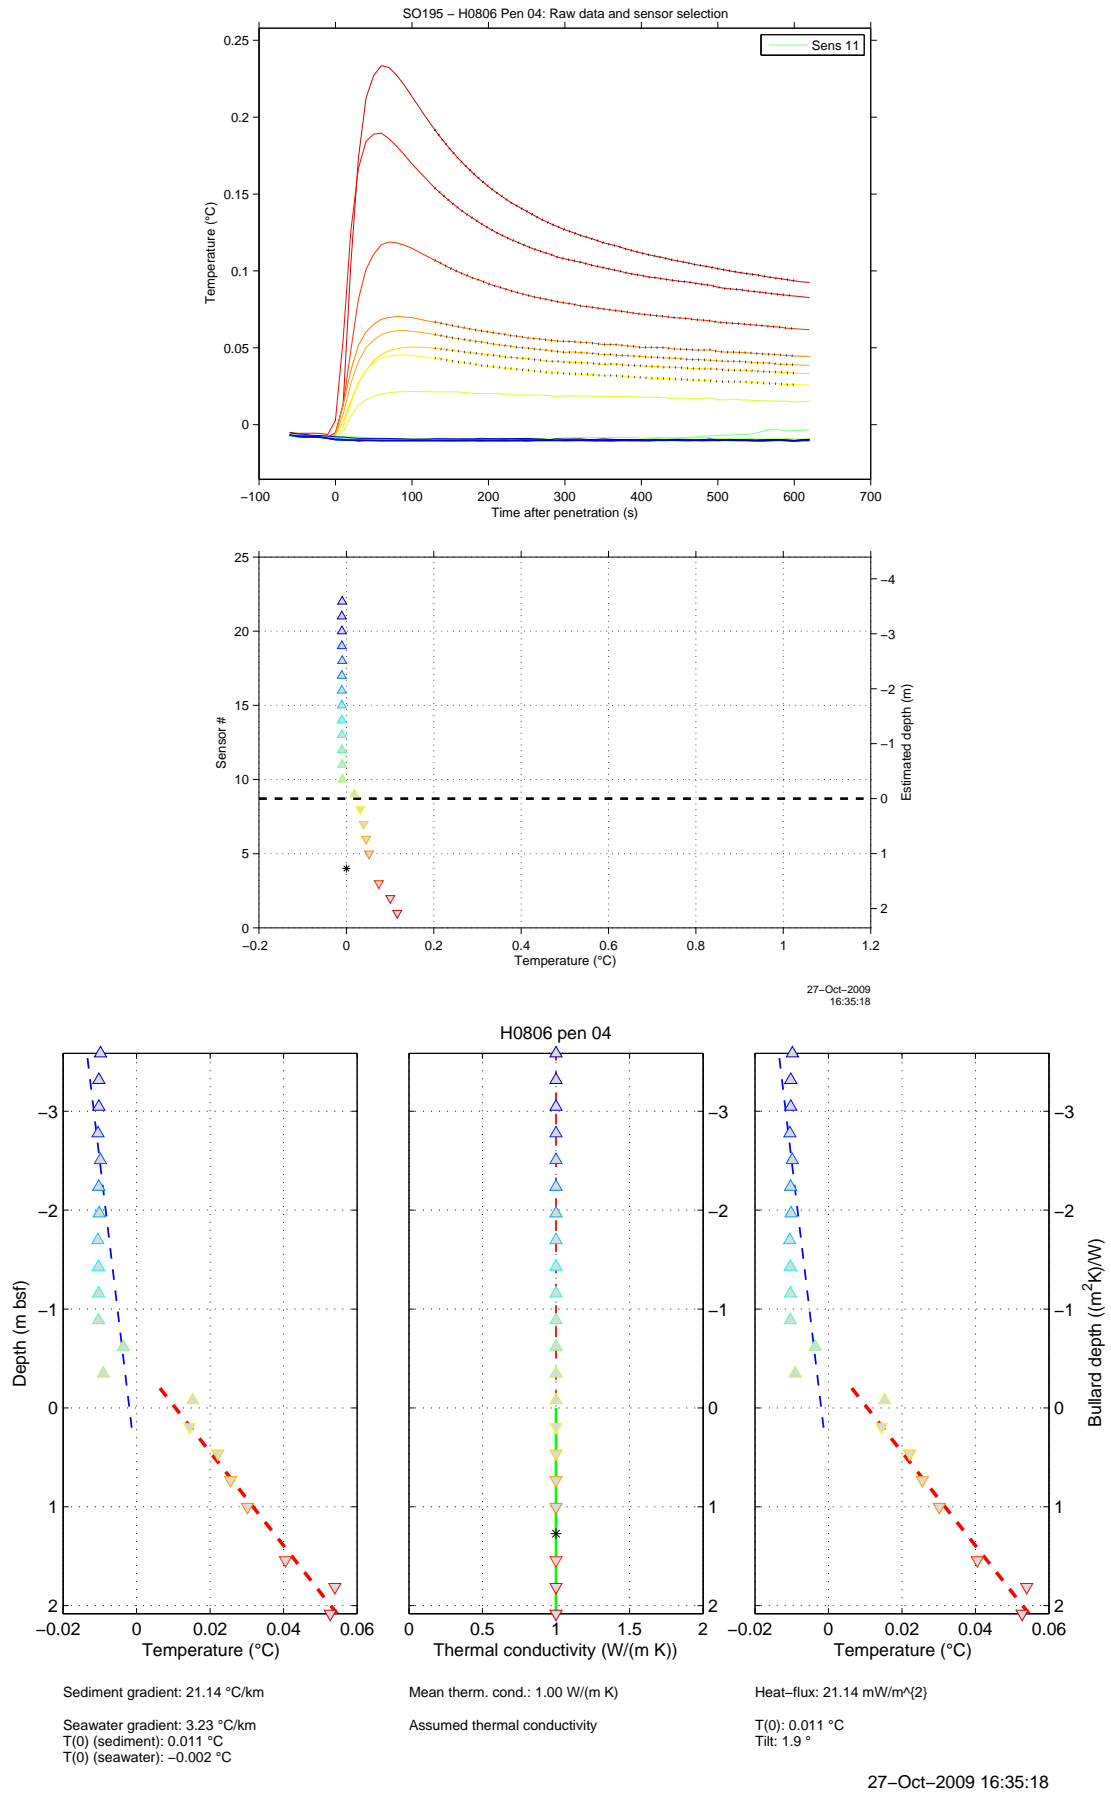 SO195 − H0806 Pen 04: Raw data and sensor selection
0.25
0.2
0.15
0.1
0.05
0
Temperature (°C)
Sens 11
−100
0
100
200
300
400
500
600
700
Time after penetration (s)
25
20
15
10
5
0
Sensor #
−4
−3
−2
−1
0
1
2
Estimated depth (m)
−0.2
0
0.2
0.4
0.6
0.8
1
1.2
Temperature (°C)
27−Oct−2009
16:35:18
H0806 pen 04
−3
−2
−1
0
1
2
Depth (m bsf)
−0.02
0
0.02
0.04
0.06
Temperature (°C)
−3
−2
−1
0
1
2
0
0.5
1
1.5
2
Thermal conductivity (W/(m K))
−3
−2
−1
0
1
2
Bullard depth ((m²K)/W)
−0.02
0
0.02
0.04
0.06
Temperature (°C)
Sediment gradient: 21.14 °C/km
Seawater gradient: 3.23 °C/km
T(0) (sediment): 0.011 °C
T(0) (seawater): −0.002 °C
Mean therm. cond.: 1.00 W/(m K)
Assumed thermal conductivity
Heat−flux: 21.14 mW/m^{2}
T(0): 0.011 °C
Tilt: 1.9 °
27−Oct−2009 16:35:18